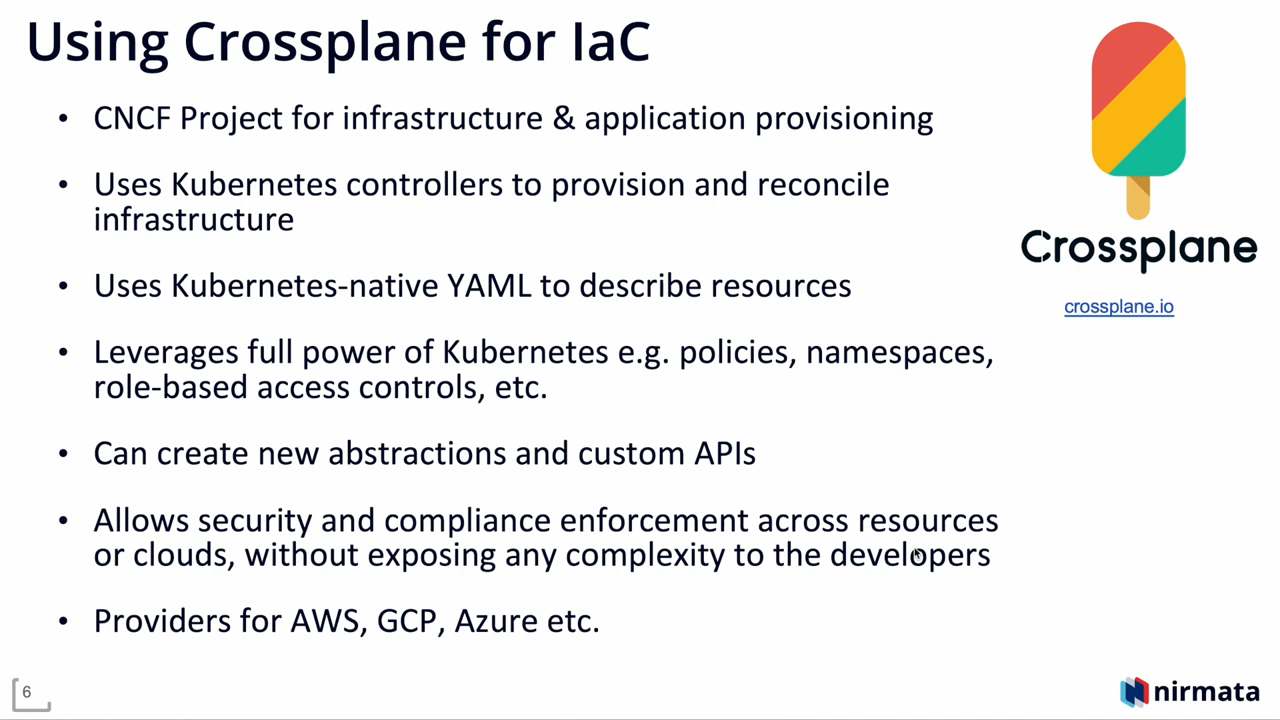 Using Crossplane for IaC
• CNCF Project for infrastructure & application provisioning
• Uses Kubernetes controllers to provision and reconcile
infrastructure
• Uses Kubernetes-native YAML to describe resources
• Leverages full power of Kubernetes e.g. policies, namespaces,
role-based access controls, etc.
• Can create new abstractions and custom APIs
• Allows security and compliance enforcement across resources
or clouds, without exposing any complexity to the developers
• Providers for AWS, GCP, Azure etc.
Crossplane
crossplane.io
6
nirmata